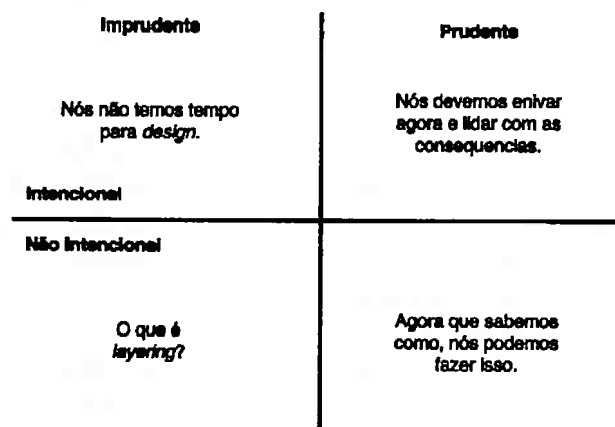 Imprudente
Prudente
Nós não temos tempo
para design.
Nós devemos enivar
agora e lidar com as
consequencias.
Intencional
Não intencional
O que é
layering?
Agora que sabemos
como, nós podemos
fazer isso.